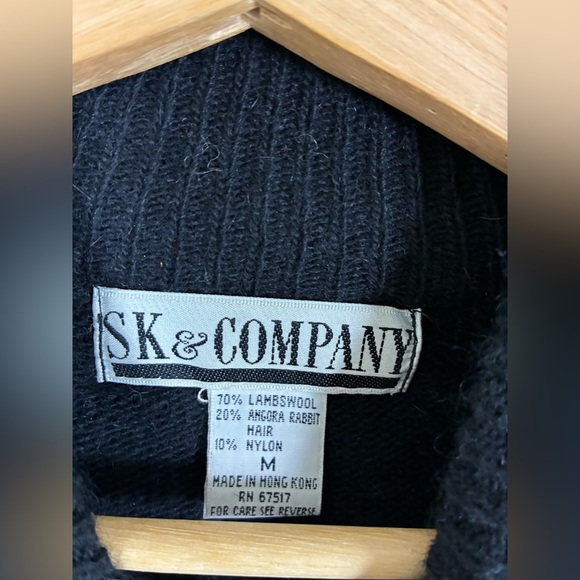 SK & COMPANY
70% LAMBSWOOL
20% ANGORA RABBIT
HAIR
10% NYLON
M
MADE IN HONG KONG
RN 67517
FOR CARE SEE REVERSE